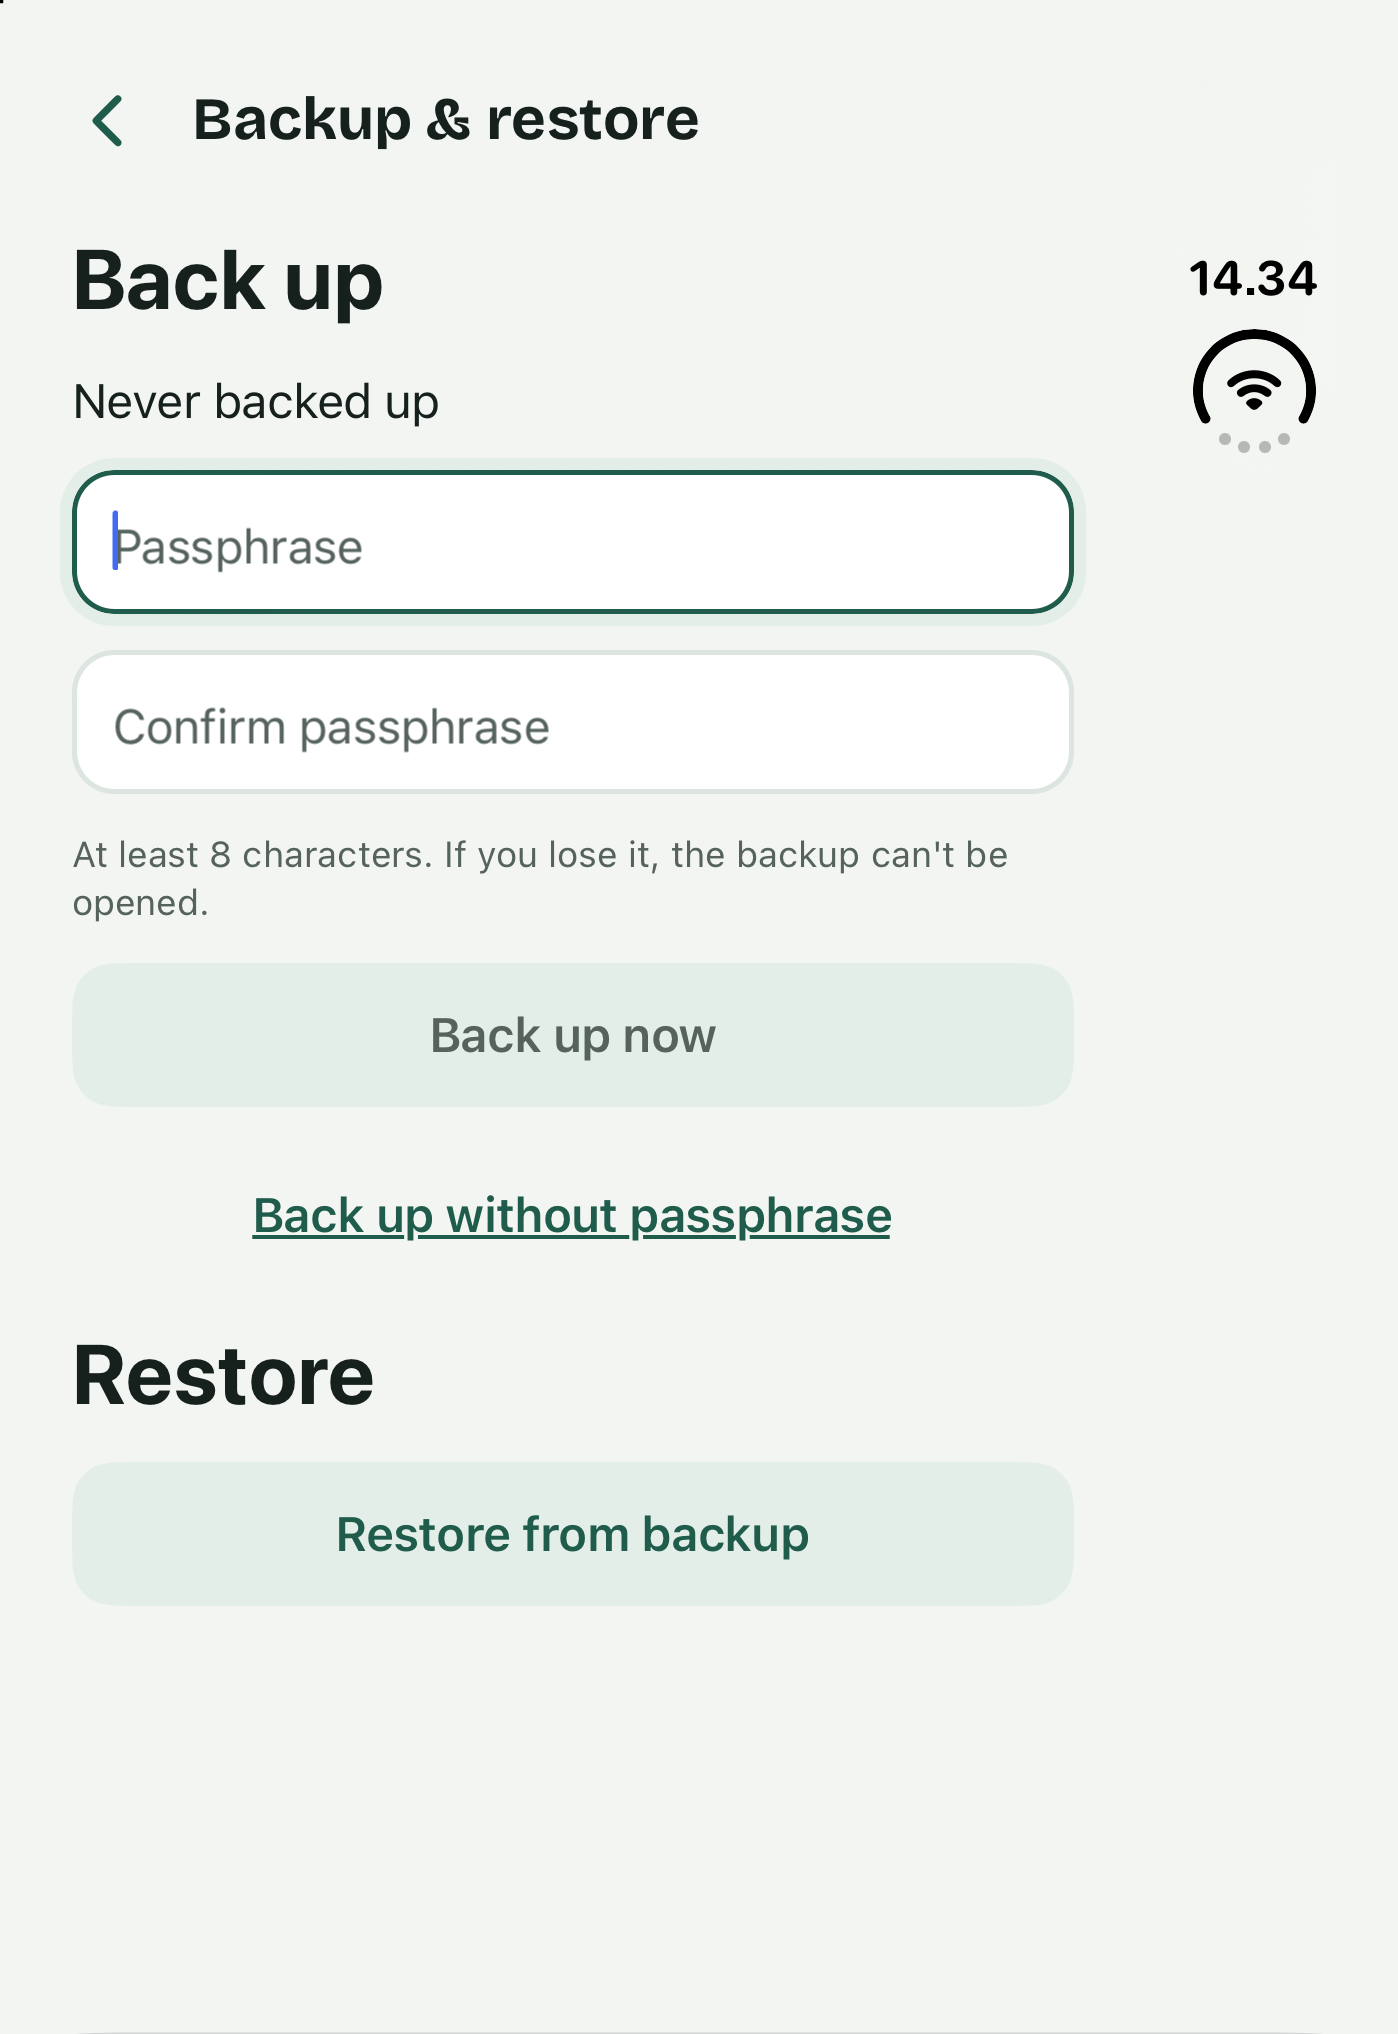 Backup & restore
Back up
14.34
Never backed up
Passphrase
Confirm passphrase
At least 8 characters. If you lose it, the backup can't be
opened.
Back up now
Back up without passphrase
Restore
Restore from backup